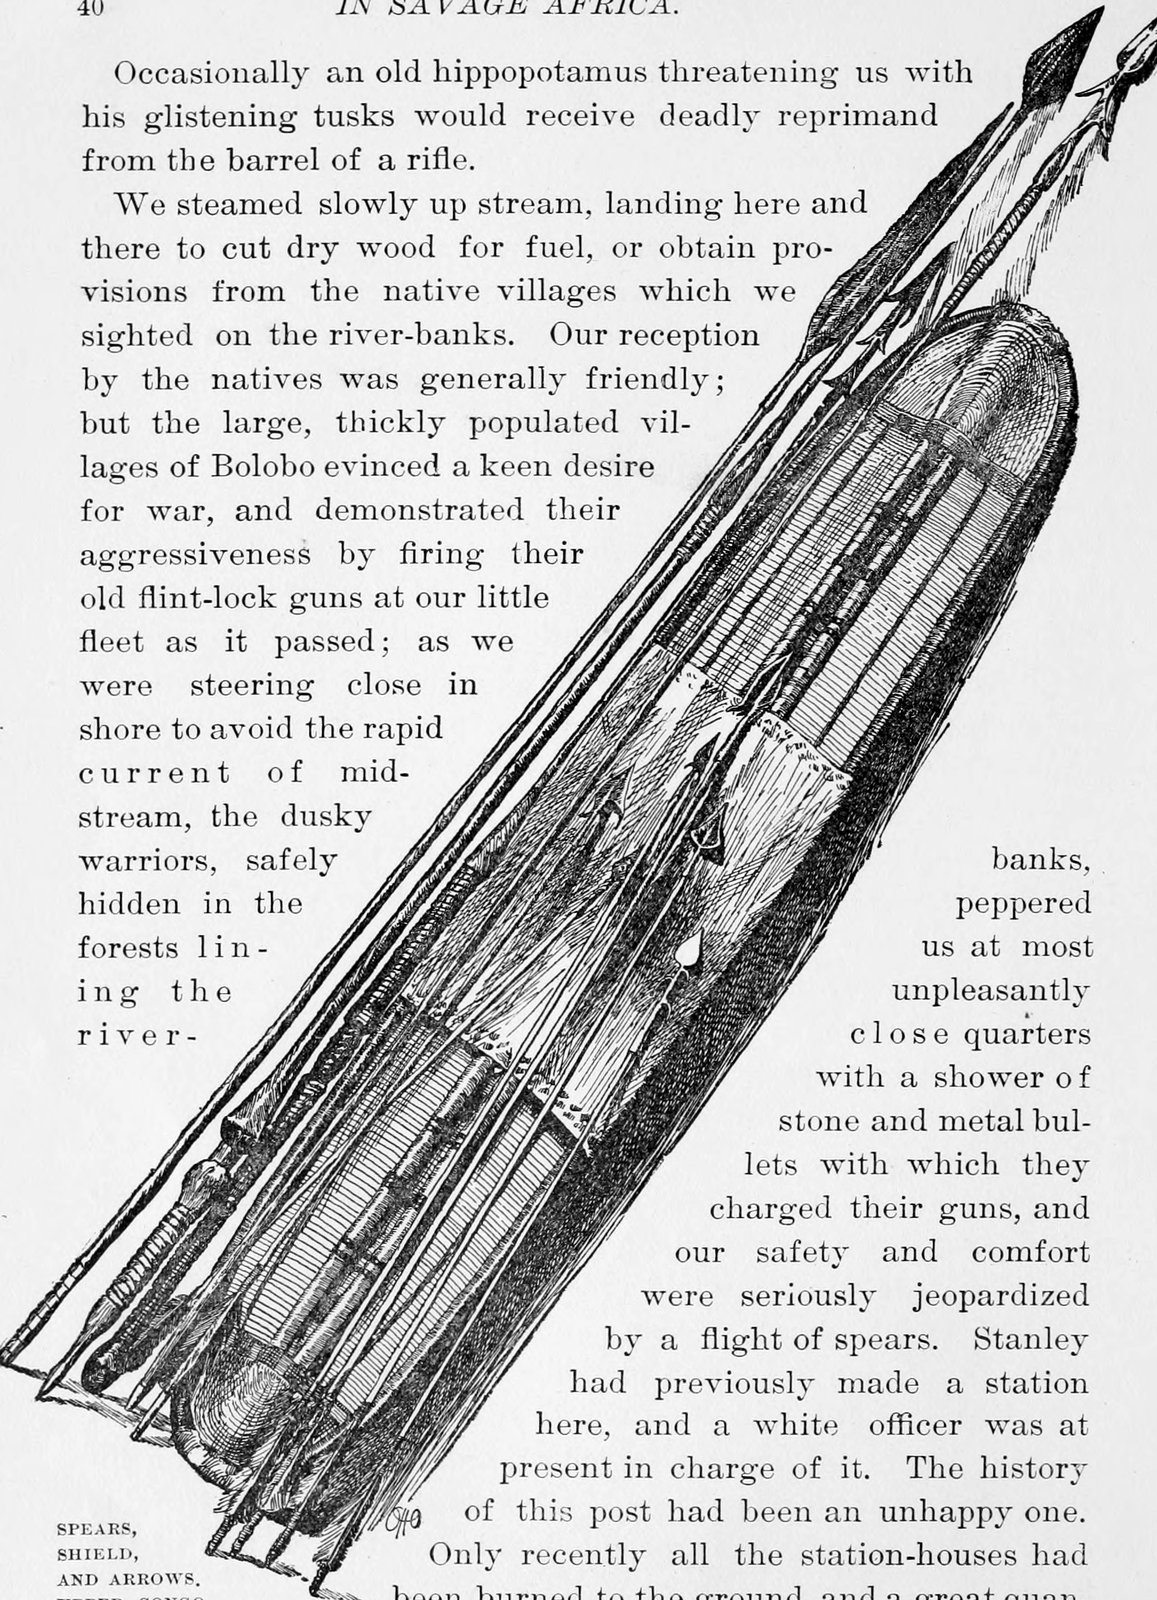 40
IN SAVAGE AFRICA.
Occasionally an old hippopotamus threatening us with
his glistening tusks would receive deadly reprimand
from the barrel of a rifle.
We steamed slowly up stream, landing here and
there to cut dry wood for fuel, or obtain pro-
visions from the native villages which we
sighted on the river-banks. Our reception
by the natives was generally friendly;
but the large, thickly populated vil-
lages of Bolobo evinced a keen desire
for war, and demonstrated their
aggressiveness by firing their
old flint-lock guns at our little
fleet as it passed; as we
were steering close in
shore to avoid the rapid
current of mid-
stream, the dusky
warriors, safely
hidden in the
forests lin-
ing the
river-
banks,
peppered
us at most
unpleasantly
close quarters
with a shower of
stone and metal bul-
lets with which they
charged their guns, and
our safety and comfort
were seriously jeopardized
by a flight of spears. Stanley
had previously made a station
here, and a white officer was at
present in charge of it. The history
of this post had been an unhappy one.
Only recently all the station-houses had
been burned to the ground, and a great quan-
SPEARS,
SHIELD,
AND ARROWS.
UPPER CONGO